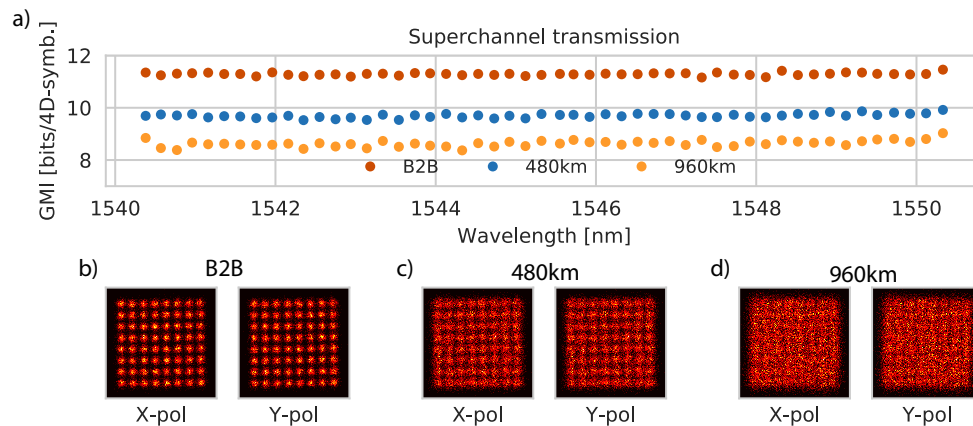 a)
Superchannel transmission
GMI [bits/4D-symb.]
12
10
8
B2B 480km 960km
1540 1542 1544 1546 1548 1550
Wavelength [nm]
b) B2B c) 480km d) 960km
X-pol Y-pol X-pol Y-pol X-pol Y-pol